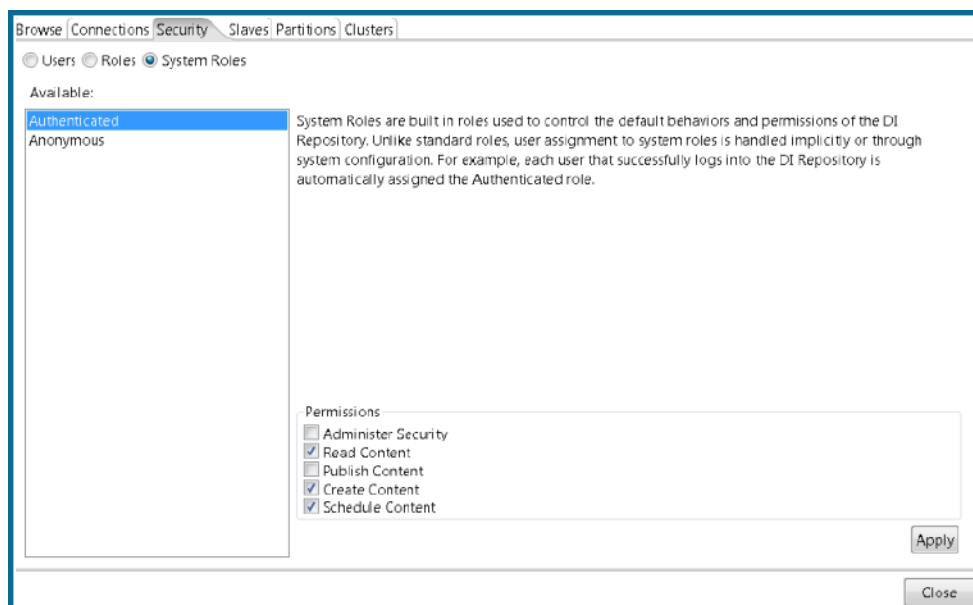 Browse Connections Security Slaves Partitions Clusters
Users Roles System Roles
Available:
Authenticated
Anonymous
System Roles are built in roles used to control the default behaviors and permissions of the DI
Repository. Unlike standard roles, user assignment to system roles is handled implicitly or through
system configuration. For example, each user that successfully logs into the DI Repository is
automatically assigned the Authenticated role.
Permissions
Administer Security
Read Content
Publish Content
Create Content
Schedule Content
Apply
Close